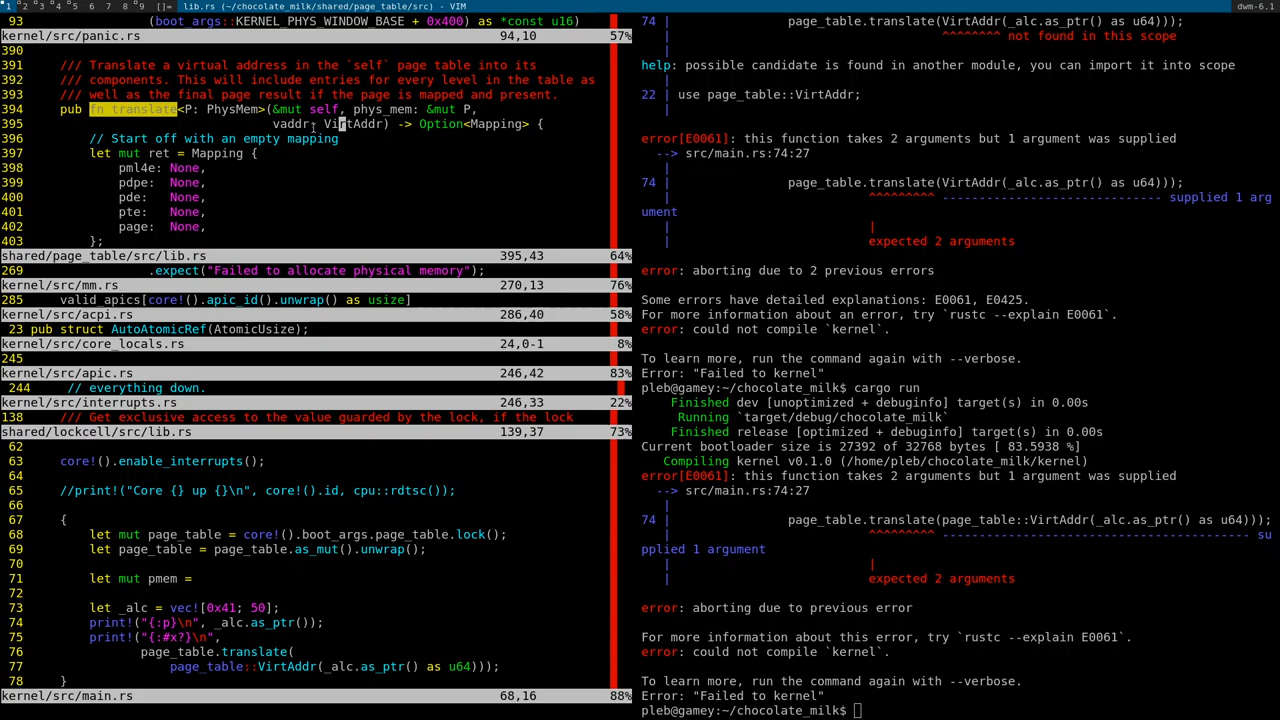 1 2 3 4 5 6 7 8 9 []= lib.rs (~/chocolate_milk/shared/page_table/src) - VIM dwm-6.1
93 (boot_args::KERNEL_PHYS_WINDOW_BASE + 0x400) as *const u16)
kernel/src/panic.rs 94,10 57%
390
391 /// Translate a virtual address in the `self` page table into its
392 /// components. This will include entries for every level in the table as
393 /// well as the final page result if the page is mapped and present.
394 pub fn translate<P: PhysMem>(&mut self, phys_mem: &mut P,
395 vaddr: VirtAddr) -> Option<Mapping> {
396 // Start off with an empty mapping
397 let mut ret = Mapping {
398 pml4e: None,
399 pdpe: None,
400 pde: None,
401 pte: None,
402 page: None,
403 };
shared/page_table/src/lib.rs 395,43 64%
269 .expect("Failed to allocate physical memory");
kernel/src/mm.rs 270,13 76%
285 valid_apics[core!().apic_id().unwrap() as usize]
kernel/src/acpi.rs 286,40 58%
23 pub struct AutoAtomicRef(AtomicUsize);
kernel/src/core_locals.rs 24,0-1 8%
245
kernel/src/apic.rs 246,42 83%
244 // everything down.
kernel/src/interrupts.rs 246,33 22%
138 /// Get exclusive access to the value guarded by the lock, if the lock
shared/lockcell/src/lib.rs 139,37 73%
62
63 core!().enable_interrupts();
64
65 //print!("Core {} up {}\n", core!().id, cpu::rdtsc());
66
67 {
68 let mut page_table = core!().boot_args.page_table.lock();
69 let page_table = page_table.as_mut().unwrap();
70
71 let mut pmem =
72
73 let _alc = vec![0x41; 50];
74 print!("{:p}\n", _alc.as_ptr());
75 print!("{:#x?}\n",
76 page_table.translate(
77 page_table::VirtAddr(_alc.as_ptr() as u64)));
78 }
kernel/src/main.rs 68,16 88%
74 | page_table.translate(VirtAddr(_alc.as_ptr() as u64)));
| ^^^^^^^^ not found in this scope
|
help: possible candidate is found in another module, you can import it into scope
|
22 | use page_table::VirtAddr;
|
error[E0061]: this function takes 2 arguments but 1 argument was supplied
--> src/main.rs:74:27
|
74 | page_table.translate(VirtAddr(_alc.as_ptr() as u64)));
| ^^^^^^^^^ ------------------------------ supplied 1 arg
ument
| |
| expected 2 arguments
error: aborting due to 2 previous errors
Some errors have detailed explanations: E0061, E0425.
For more information about an error, try `rustc --explain E0061`.
error: could not compile `kernel`.
To learn more, run the command again with --verbose.
Error: "Failed to kernel"
pleb@gamey:~/chocolate_milk$ cargo run
Finished dev [unoptimized + debuginfo] target(s) in 0.00s
Running `target/debug/chocolate_milk`
Finished release [optimized + debuginfo] target(s) in 0.00s
Current bootloader size is 27392 of 32768 bytes [ 83.5938 %]
Compiling kernel v0.1.0 (/home/pleb/chocolate_milk/kernel)
error[E0061]: this function takes 2 arguments but 1 argument was supplied
--> src/main.rs:74:27
|
74 | page_table.translate(page_table::VirtAddr(_alc.as_ptr() as u64)));
| ^^^^^^^^^ ------------------------------------------ su
pplied 1 argument
| |
| expected 2 arguments
error: aborting due to previous error
For more information about this error, try `rustc --explain E0061`.
error: could not compile `kernel`.
To learn more, run the command again with --verbose.
Error: "Failed to kernel"
pleb@gamey:~/chocolate_milk$